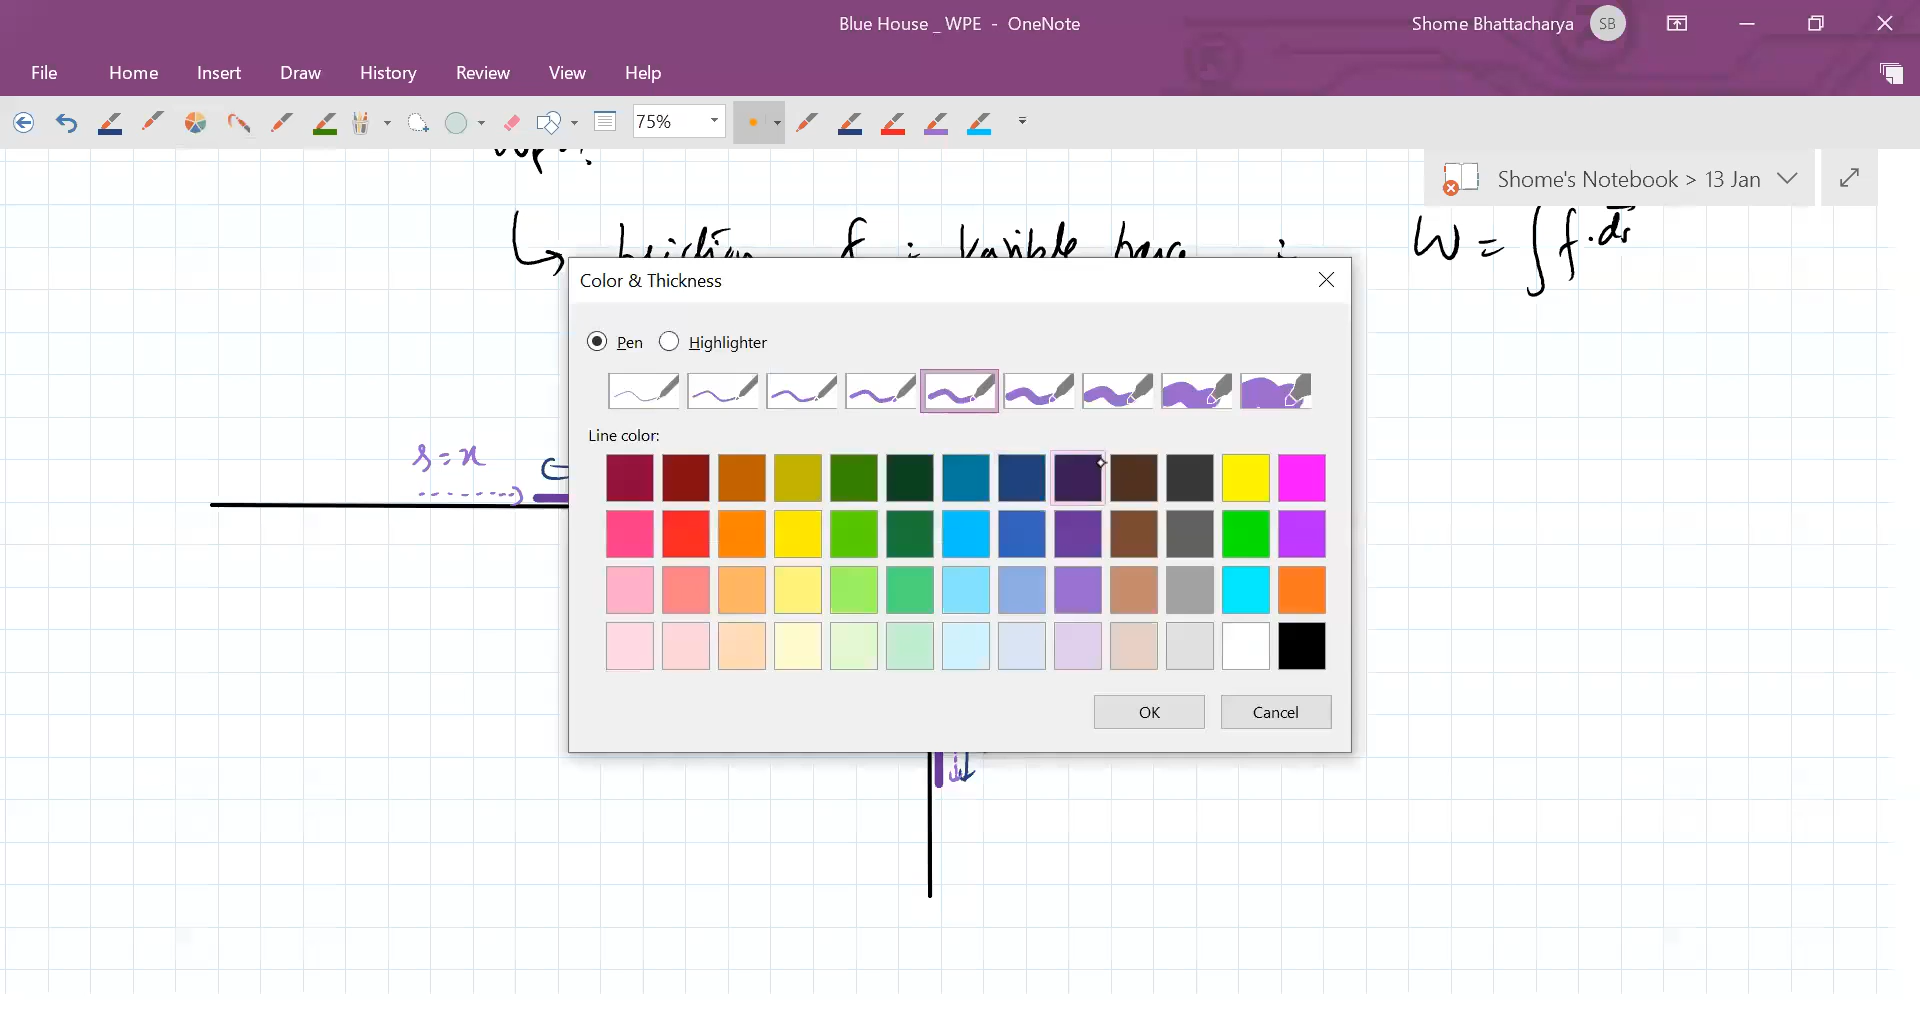 Blue House _ WPE - OneNote
Shome Bhattacharya SB
File Home Insert Draw History Review View Help
75%
Shome's Notebook > 13 Jan
W = ∫ f · ds
Color & Thickness
Pen Highlighter
Line color:
s = x
OK Cancel